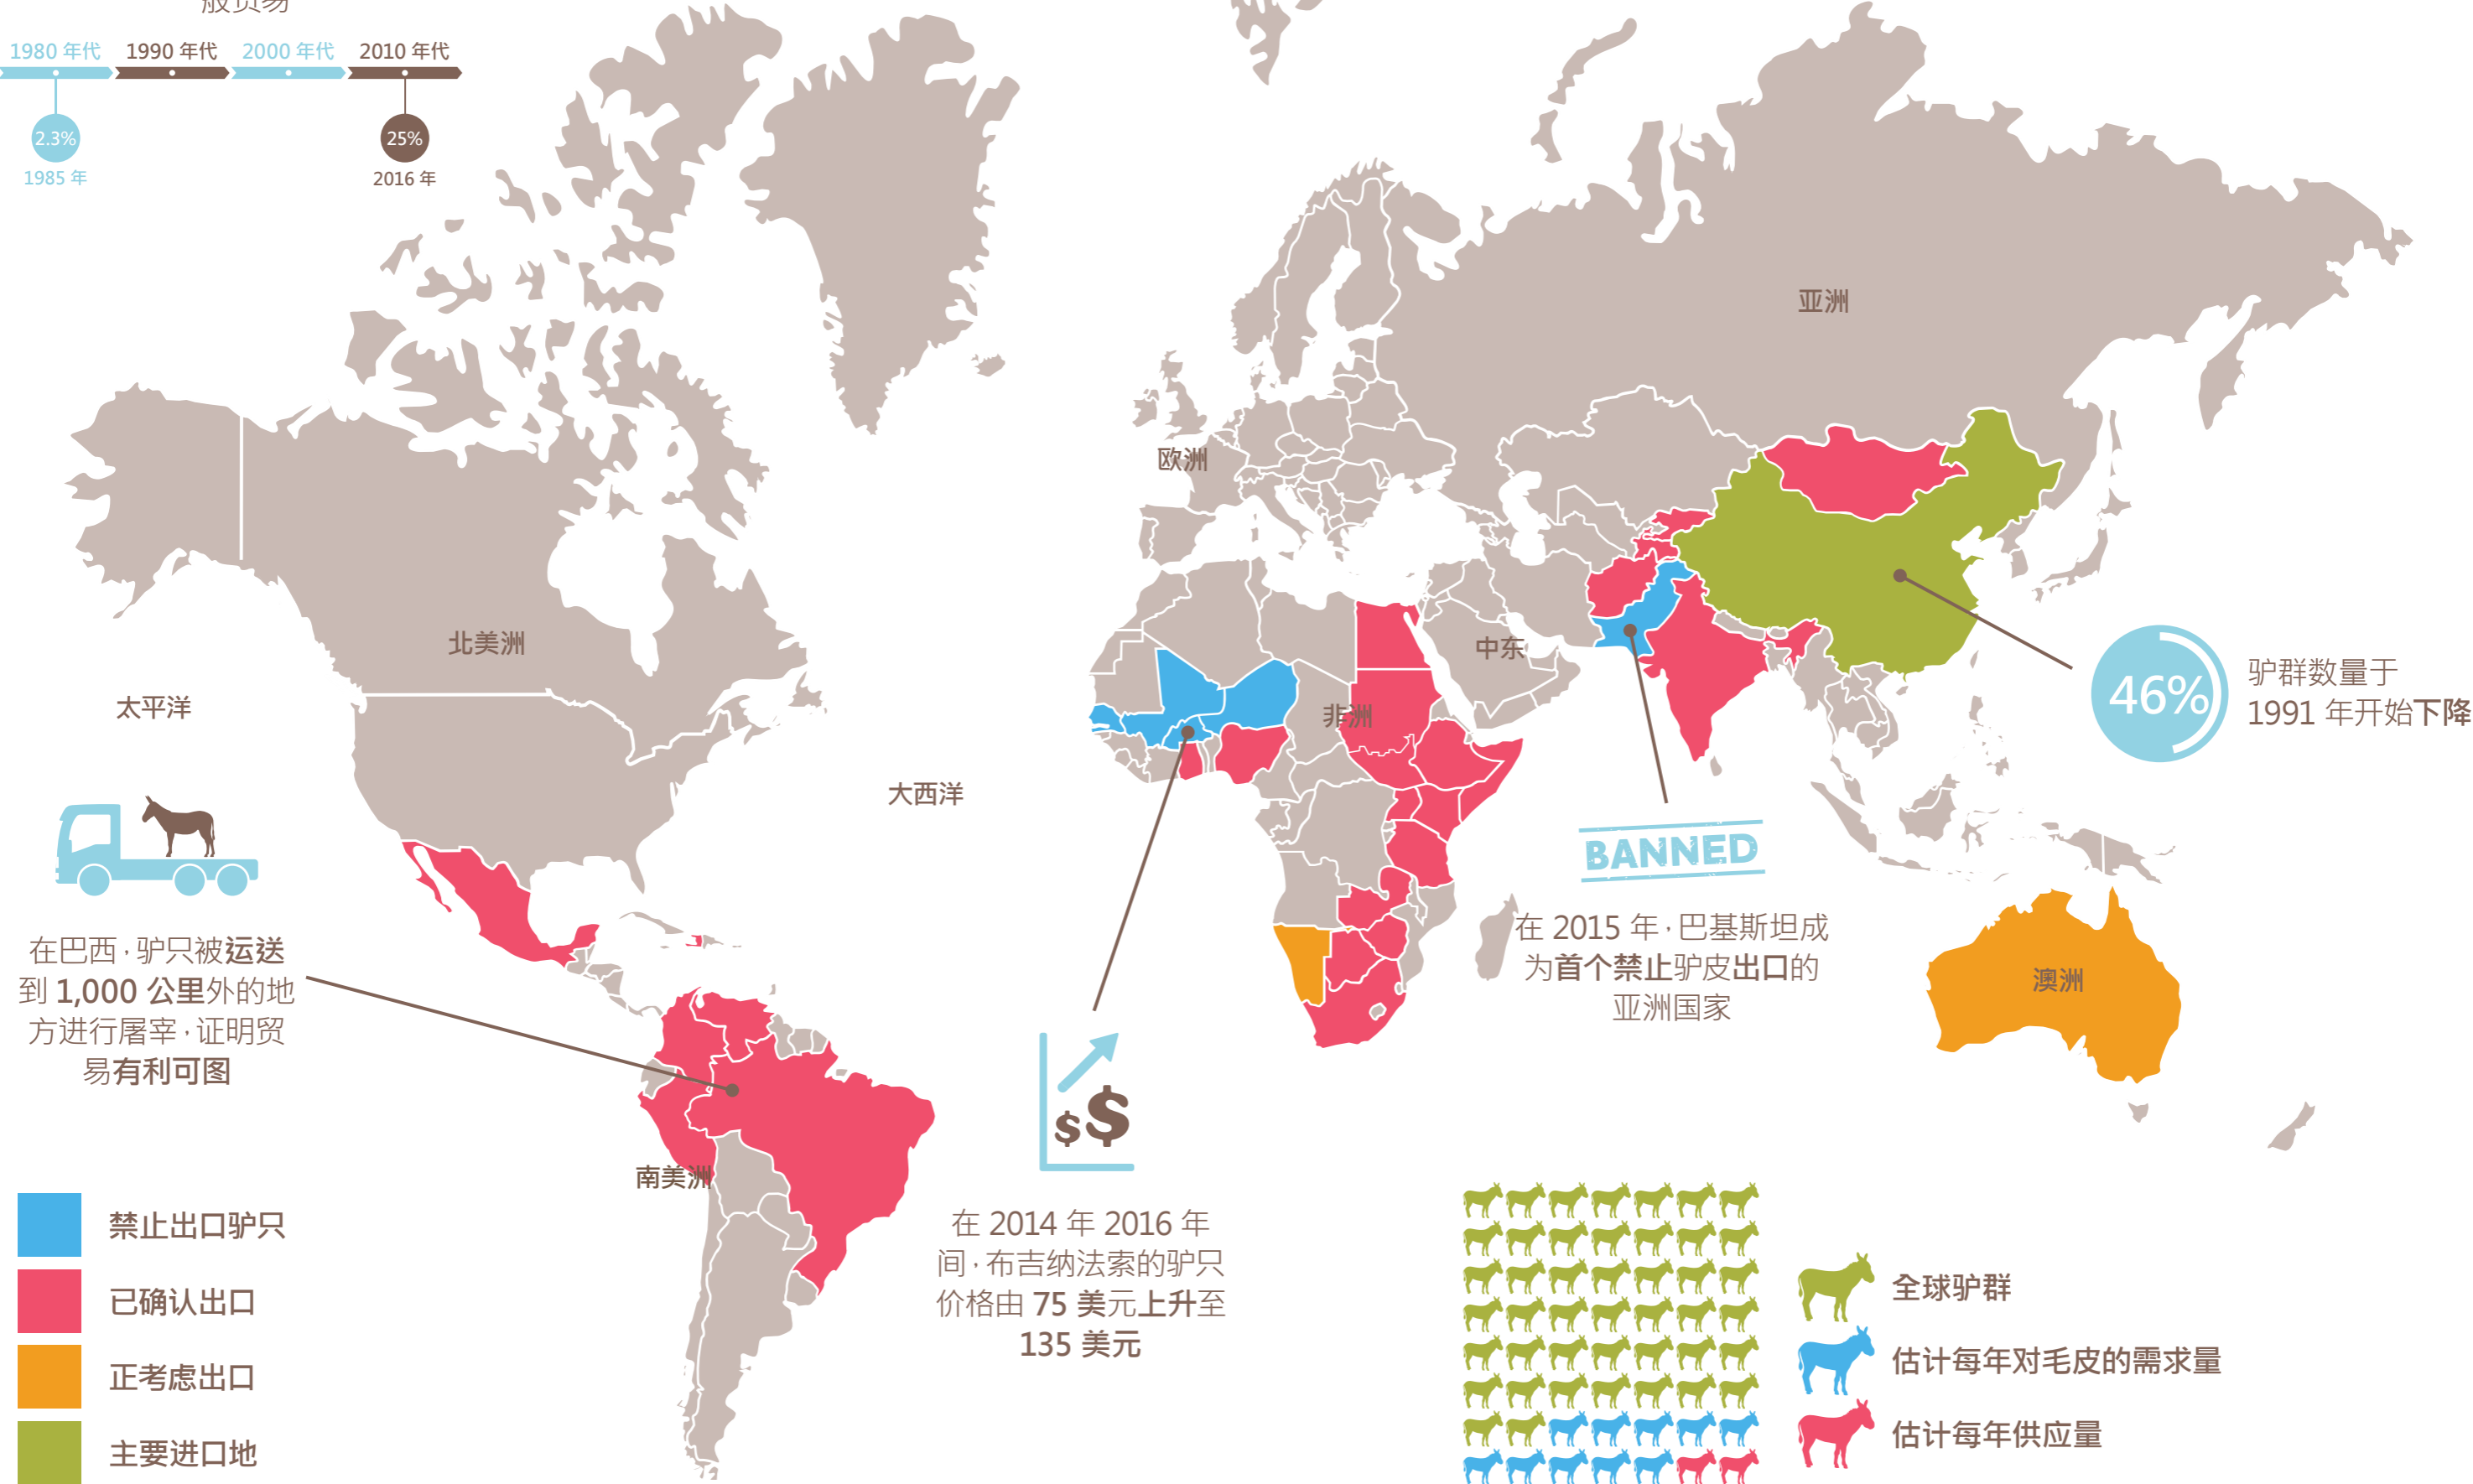 般贸易
1980 年代 1990 年代 2000 年代 2010 年代
2.3% 25%
1985 年 2016 年
亚洲
欧洲
北美洲
中东
太平洋
非洲
大西洋
46%
驴群数量于
1991 年开始下降
BANNED
在 2015 年,巴基斯坦成
为首个禁止驴皮出口的
亚洲国家
澳洲
在巴西,驴只被运送
到 1,000 公里外的地
方进行屠宰,证明贸
易有利可图
$$
南美洲
在 2014 年 2016 年
间,布吉纳法索的驴只
价格由 75 美元上升至
135 美元
禁止出口驴只
已确认出口
正考虑出口
主要进口地
全球驴群
估计每年对毛皮的需求量
估计每年供应量